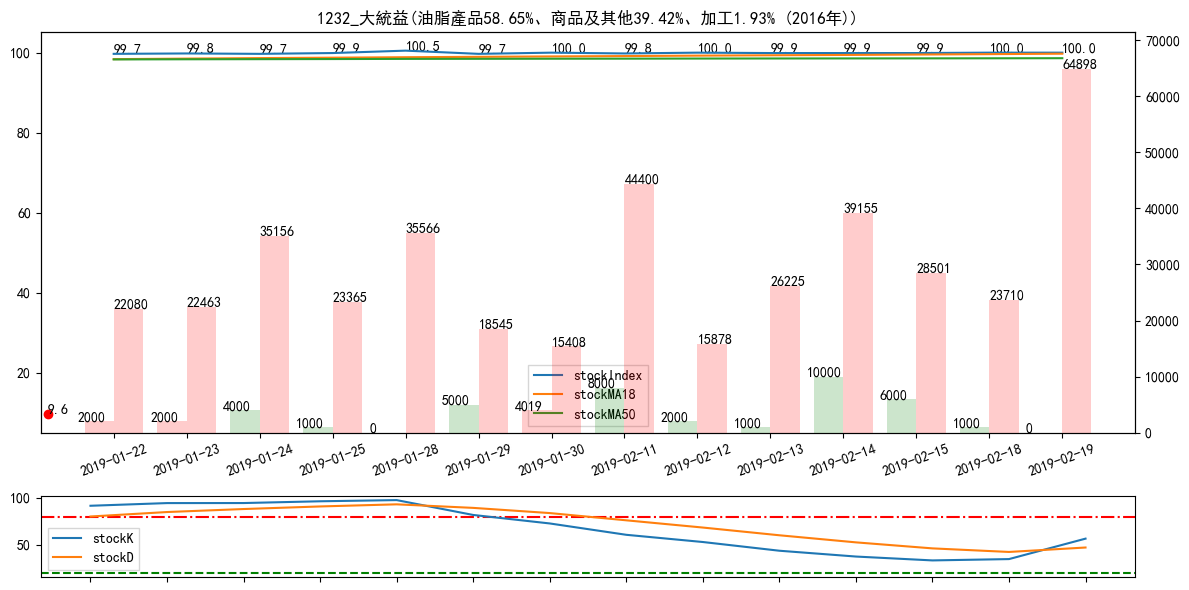 1232_大統益(油脂產品58.65%、商品及其他39.42%、加工1.93% (2016年))
99.7 99.8 99.7 99.9 100.5 99.7 100.0 99.8 100.0 99.9 99.9 99.9 100.0 100.0
100 80 60 40 20
70000 60000 50000 40000 30000 20000 10000 0
22080 22463 35156 23365 35566 18545 15408 44400 15878 26225 39155 28501 23710 64898
9.6
2000 2000 4000 1000 0 5000 4019 8000 2000 1000 10000 6000 1000 0
stockIndex
stockMA18
stockMA50
2019-01-22 2019-01-23 2019-01-24 2019-01-25 2019-01-28 2019-01-29 2019-01-30 2019-02-11 2019-02-12 2019-02-13 2019-02-14 2019-02-15 2019-02-18 2019-02-19
100
50
stockK
stockD